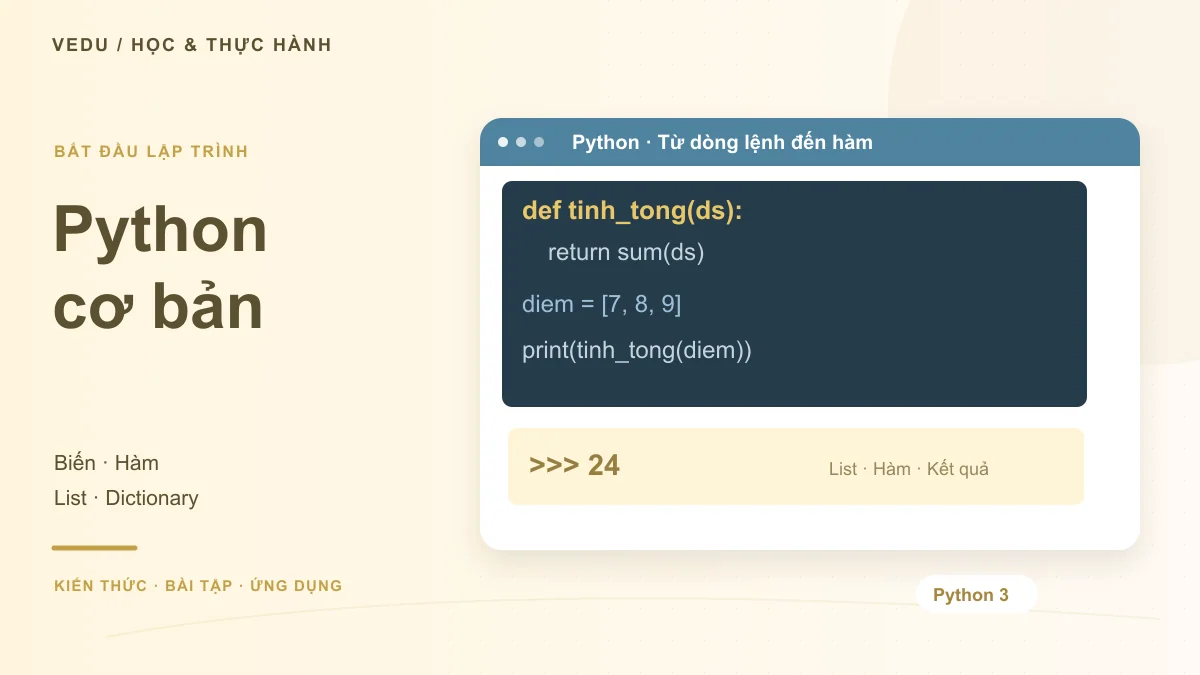 VEDU / HỌC & THỰC HÀNH
BẮT ĐẦU LẬP TRÌNH
Python
cơ bản
Biến · Hàm
List · Dictionary
KIẾN THỨC · BÀI TẬP · ỨNG DỤNG
Python · Từ dòng lệnh đến hàm
def tinh_tong(ds):
return sum(ds)
diem = [7, 8, 9]
print(tinh_tong(diem))
>>> 24
List · Hàm · Kết quả
Python 3